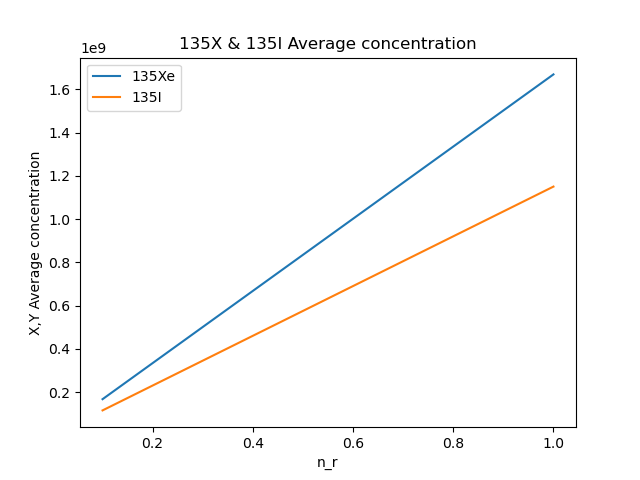 135X & 135I Average concentration
1e9
135Xe
135I
X,Y Average concentration
1.6
1.4
1.2
1.0
0.8
0.6
0.4
0.2
0.2
0.4
0.6
0.8
1.0
n_r